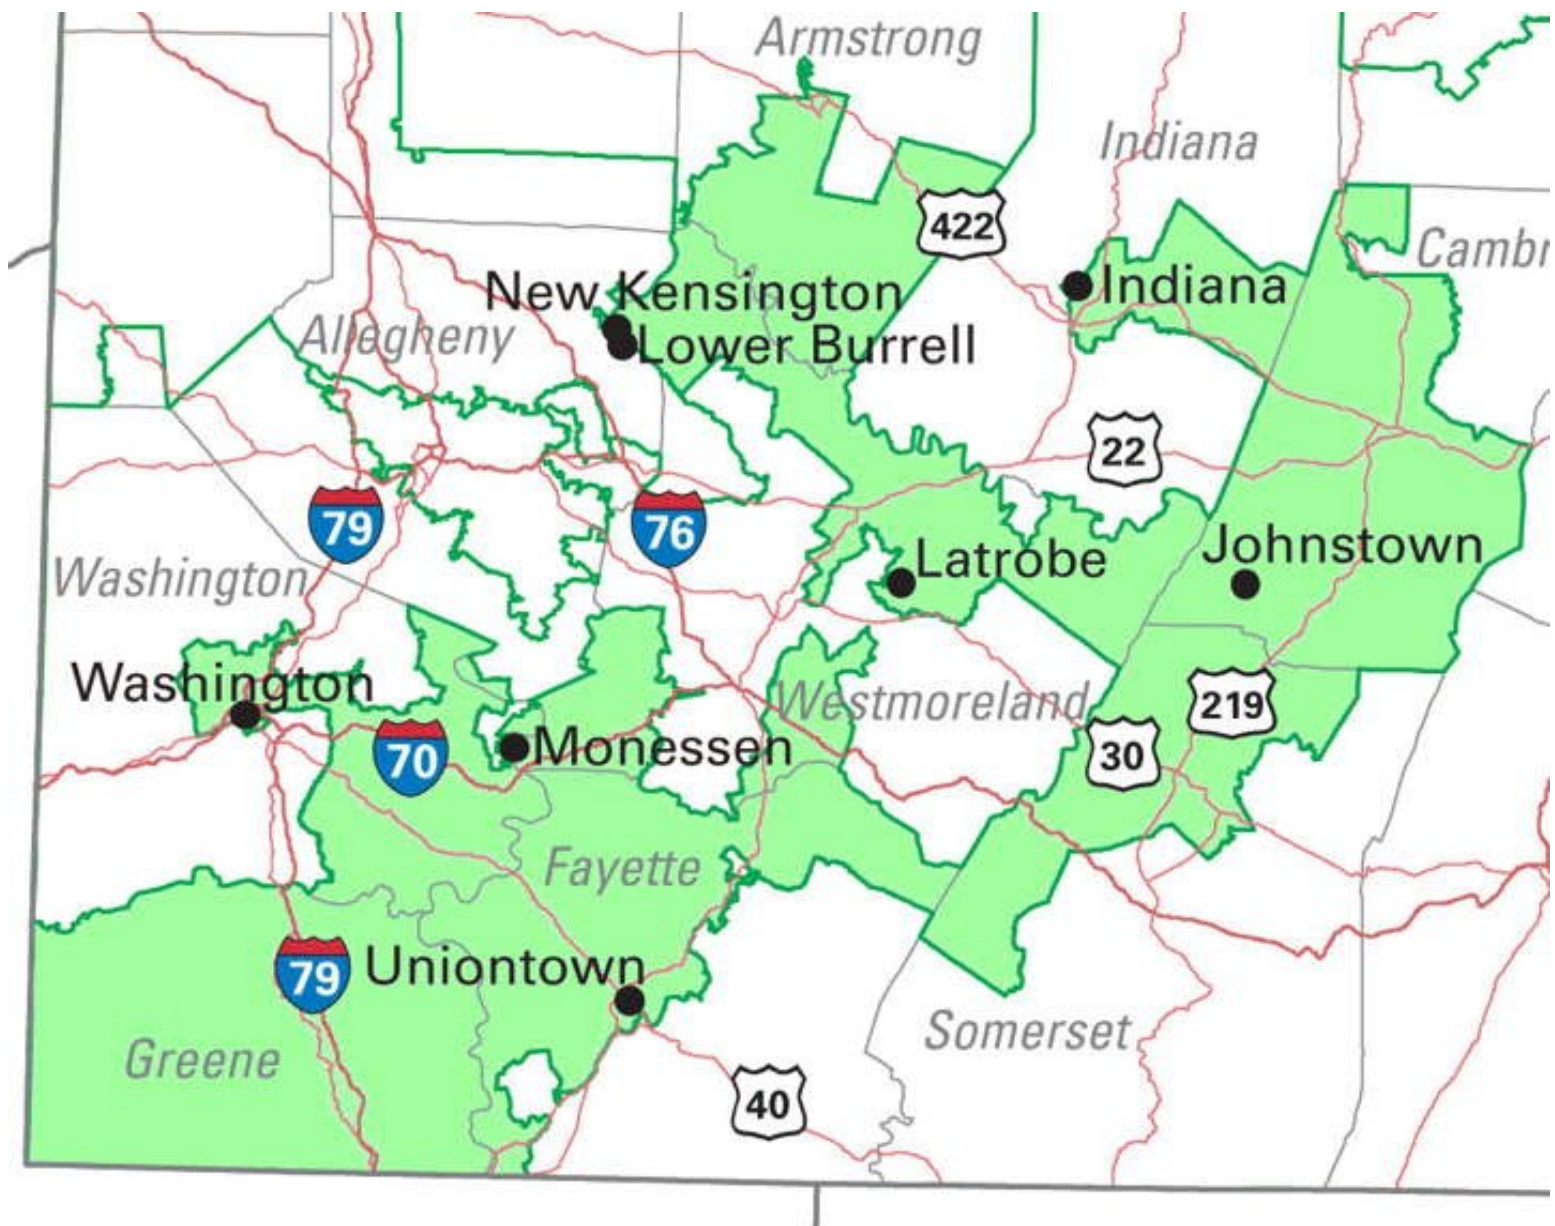 Armstrong
Indiana
422
Cambr
New Kensington
Indiana
Allegheny
Lower Burrell
22
79
76
Latrobe
Johnstown
Washington
Washington
Westmoreland
219
70
Monessen
30
Fayette
79
Uniontown
Greene
Somerset
40